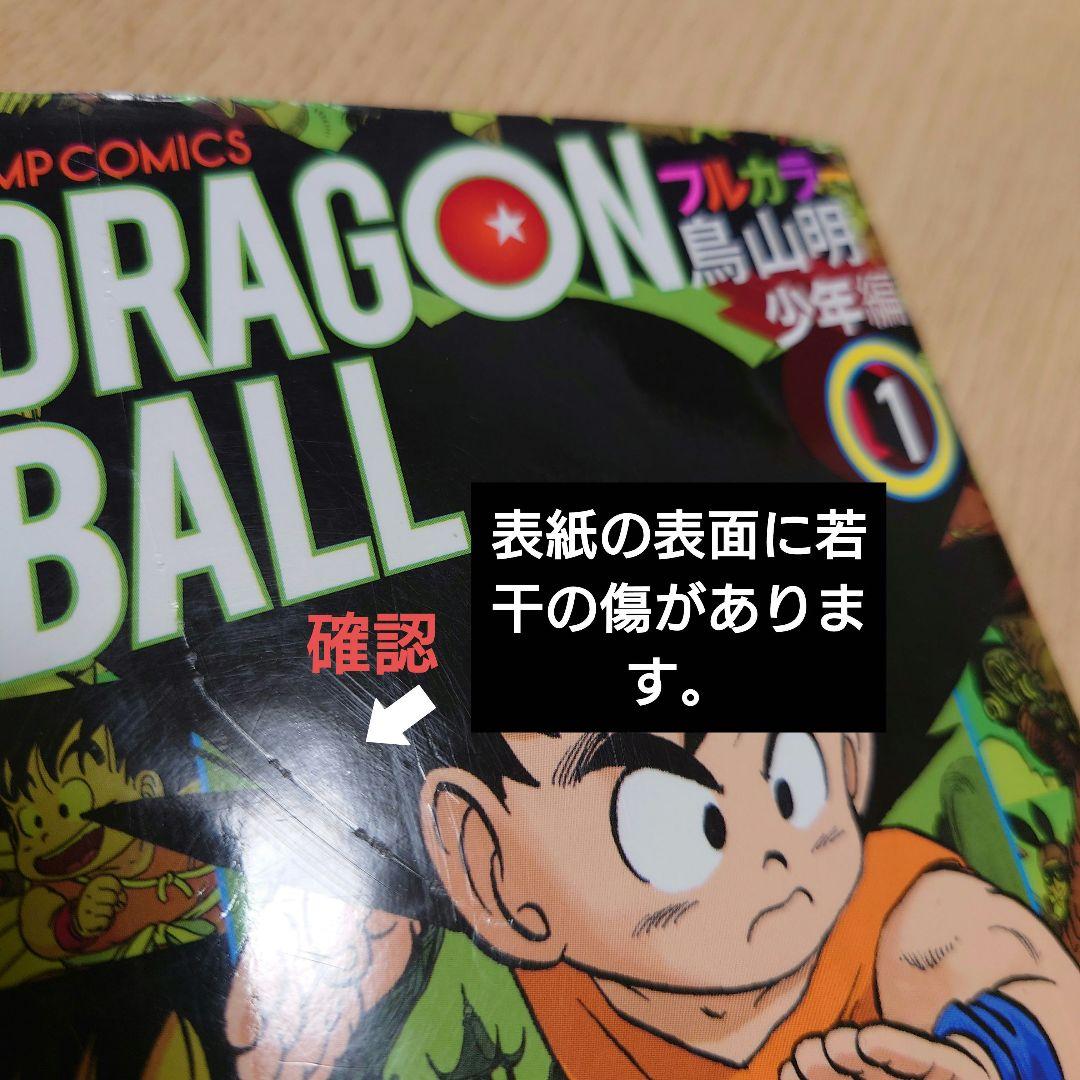 MP COMICS
DRAGON
BALL
フルカラー
鳥山明
少年編
1
表紙の表面に若
干の傷がありま
す。
確認